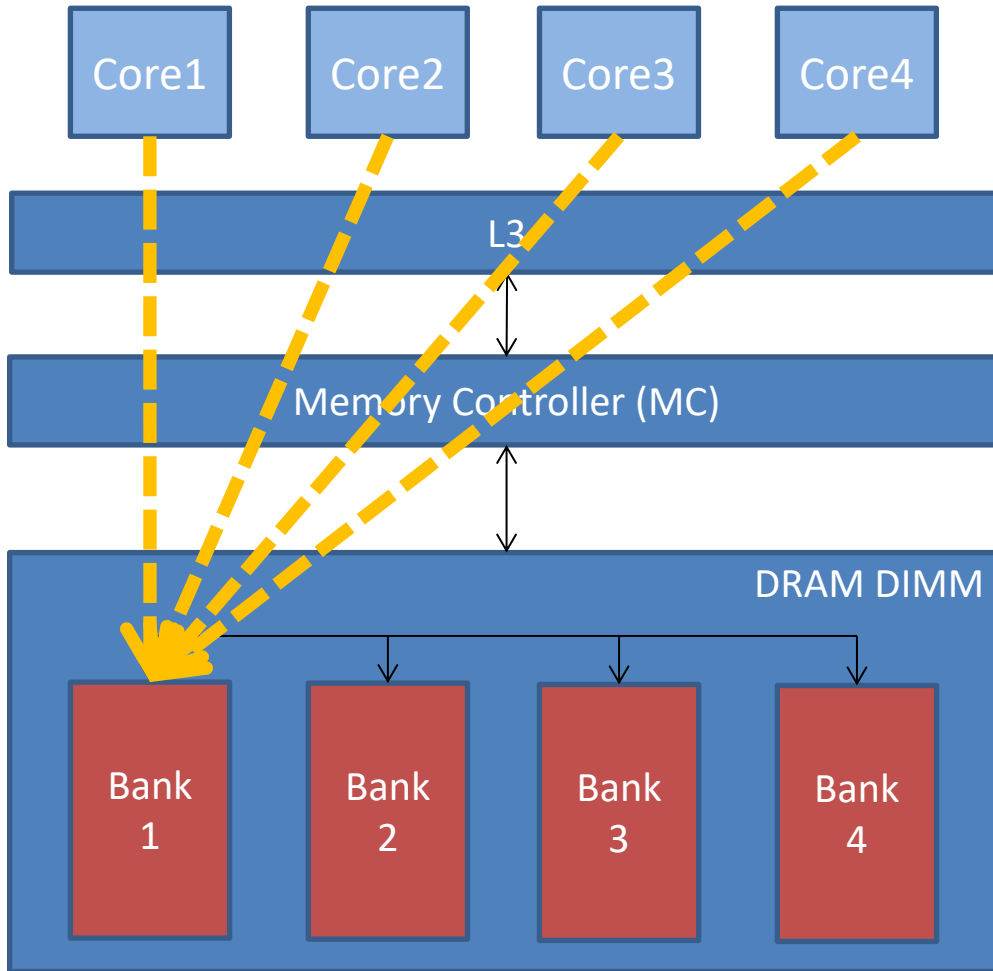 Core1
Core2
Core3
Core4
L3
Memory Controller (MC)
DRAM DIMM
Bank
1
Bank
2
Bank
3
Bank
4